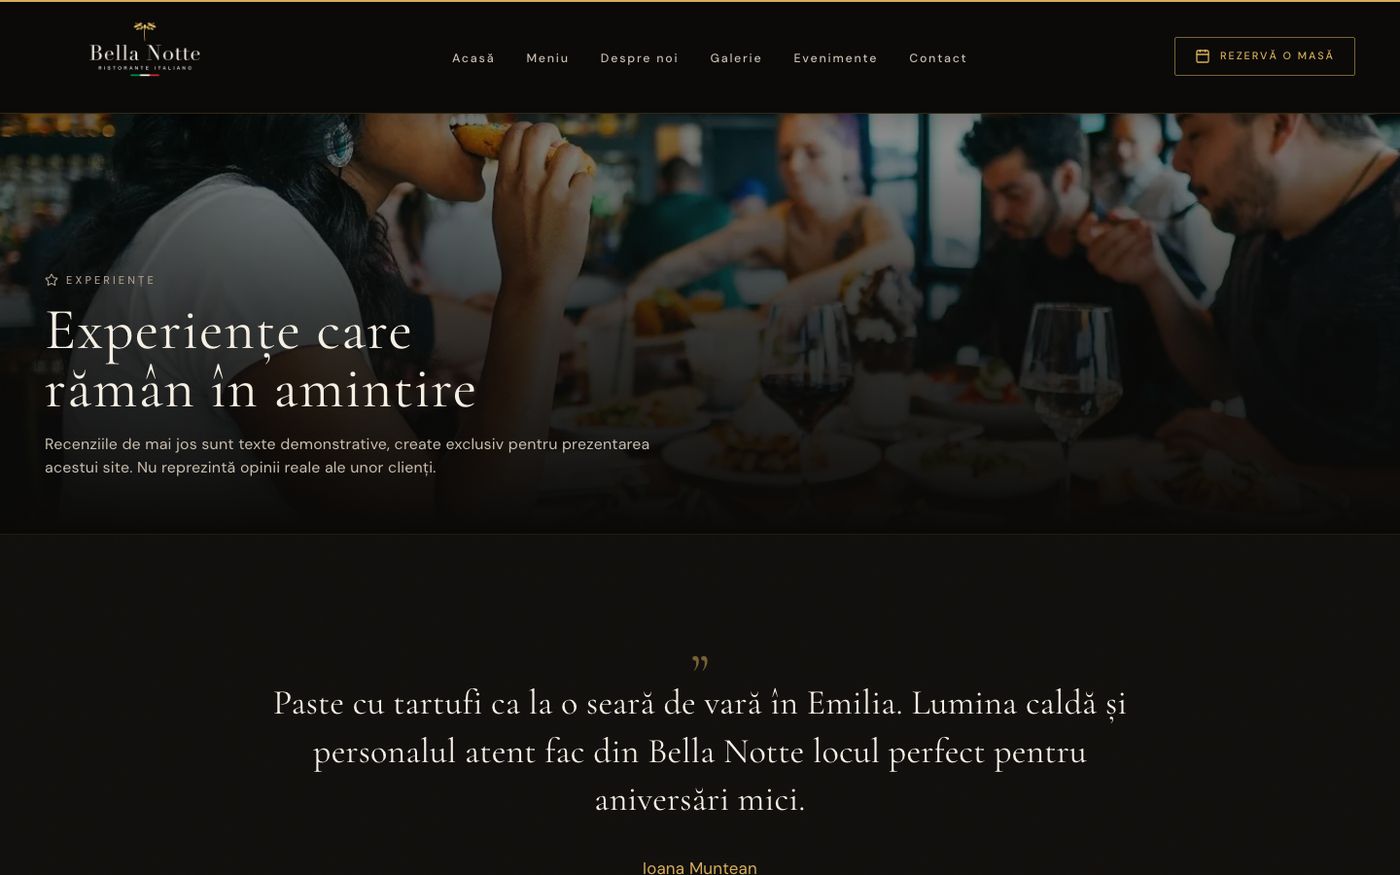 Bella Notte
RISTORANTE ITALIANO
Acasă
Meniu
Despre noi
Galerie
Evenimente
Contact
REZERVĂ O MASĂ
EXPERIENȚE
Experiențe care
rămân în amintire
Recenziile de mai jos sunt texte demonstrative, create exclusiv pentru prezentarea
acestui site. Nu reprezintă opinii reale ale unor clienți.
”
Paste cu tartufi ca la o seară de vară în Emilia. Lumina caldă și
personalul atent fac din Bella Notte locul perfect pentru
aniversări mici.
Ioana Muntean